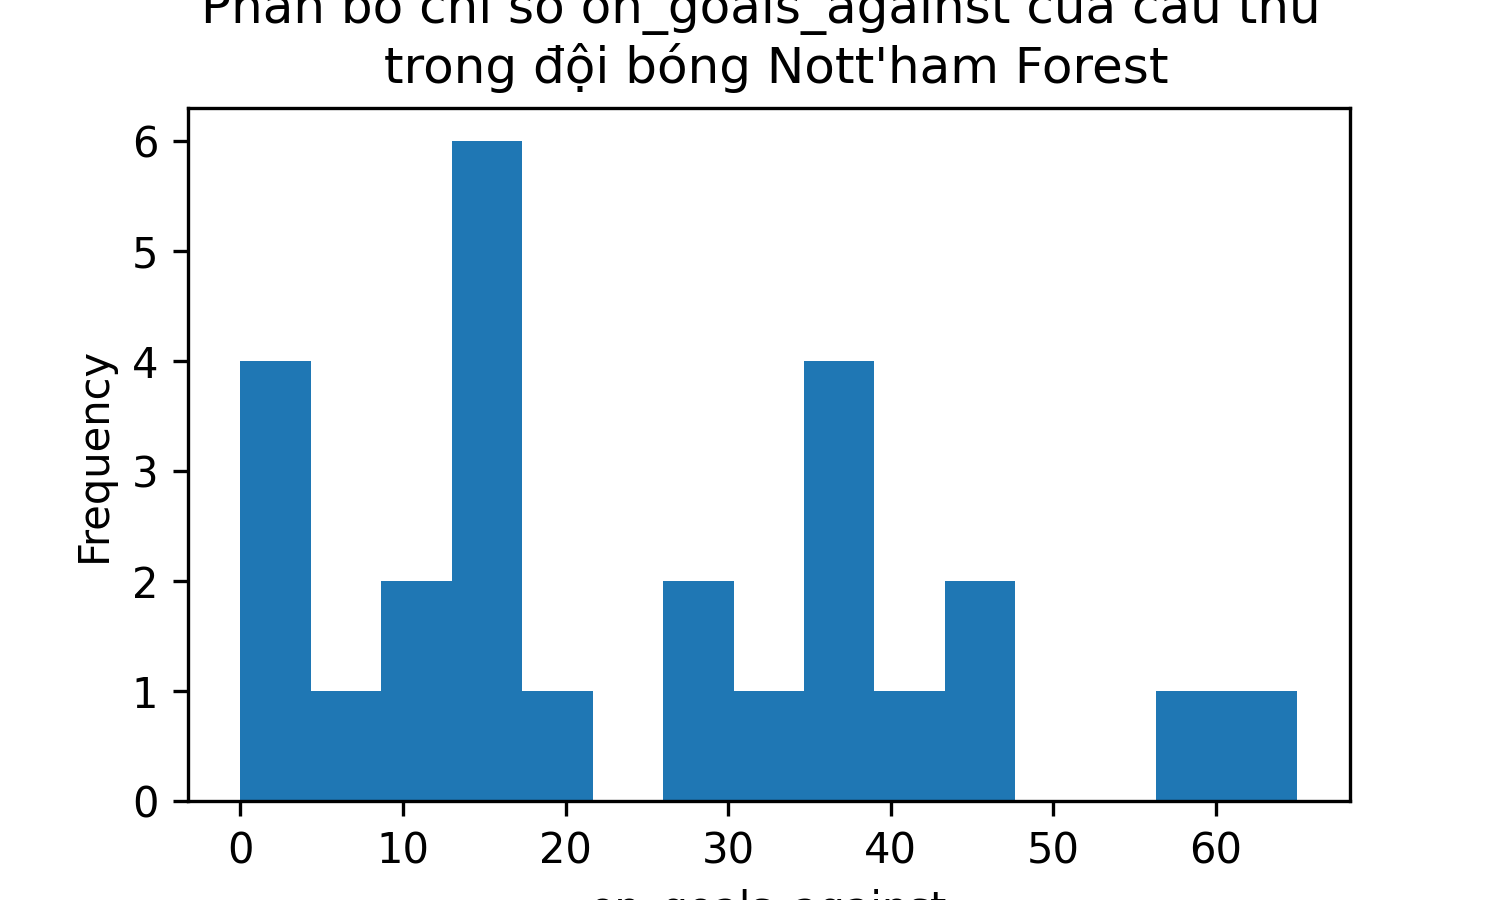 Phân bố chỉ số on_goals_against của cầu thủ
trong đội bóng Nott'ham Forest
6
5
4
3
2
1
0
Frequency
0 10 20 30 40 50 60
on_goals_against